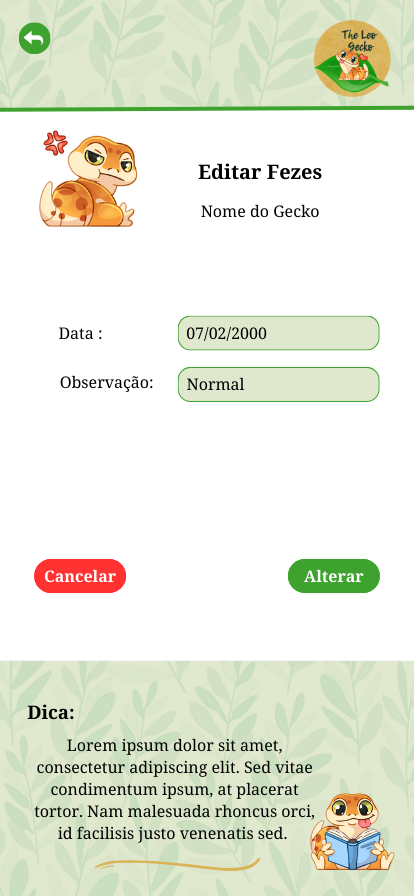 The Leo
Gecko
Editar Fezes
Nome do Gecko
Data :
07/02/2000
Observação:
Normal
Cancelar
Alterar
Dica:
Lorem ipsum dolor sit amet,
consectetur adipiscing elit. Sed vitae
condimentum ipsum, at placerat
tortor. Nam malesuada rhoncus orci,
id facilisis justo venenatis sed.